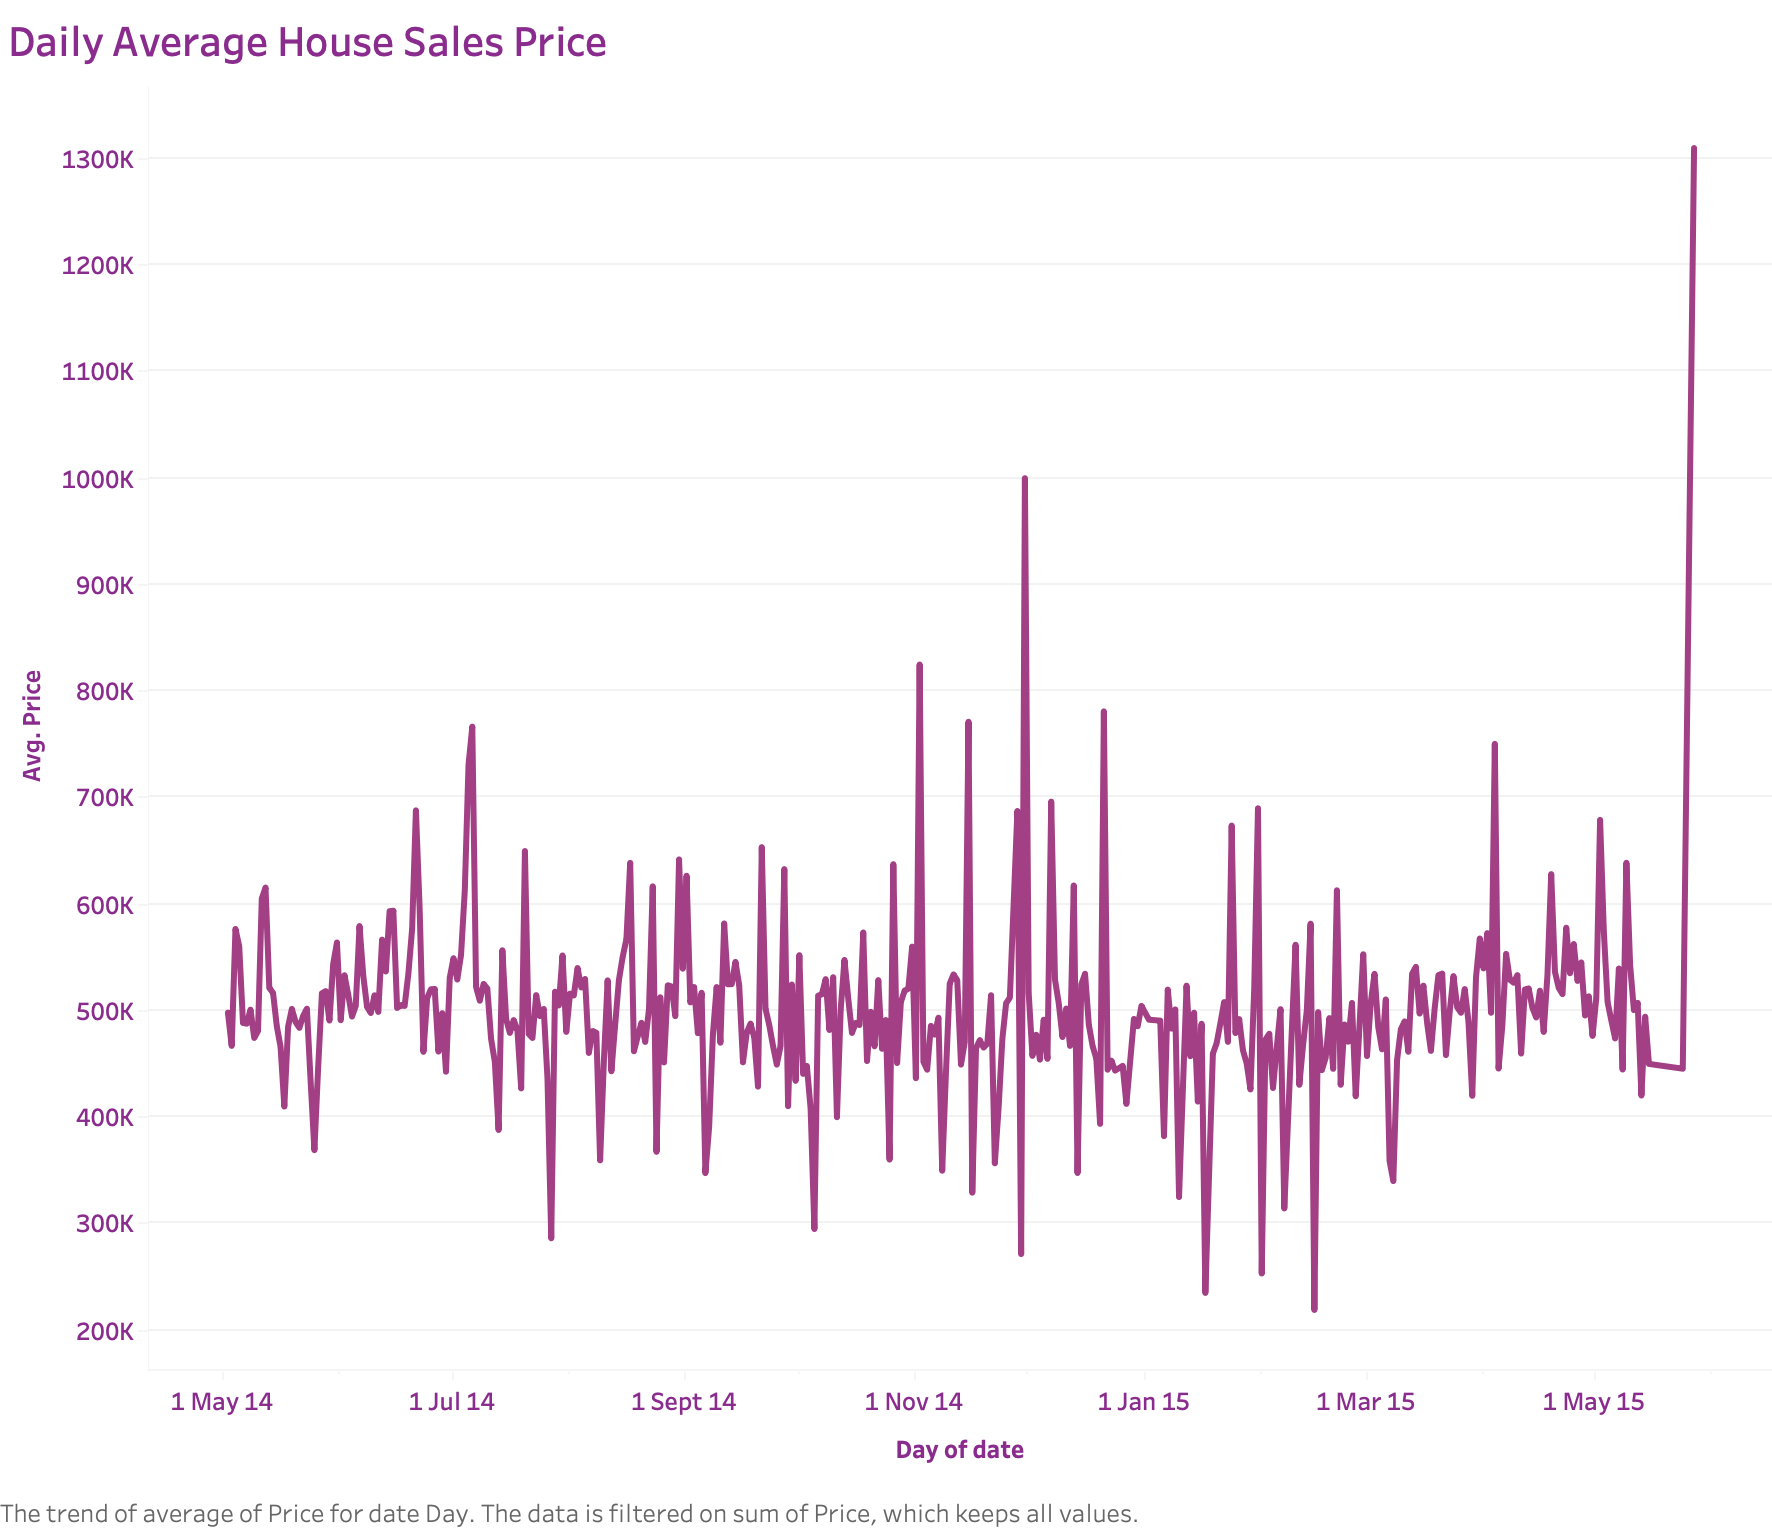 Daily Average House Sales Price
1300K
1200K
1100K
1000K
900K
800K
700K
600K
500K
400K
300K
200K
Avg. Price
1 May 14
1 Jul 14
1 Sept 14
1 Nov 14
1 Jan 15
1 Mar 15
1 May 15
Day of date
The trend of average of Price for date Day. The data is filtered on sum of Price, which keeps all values.